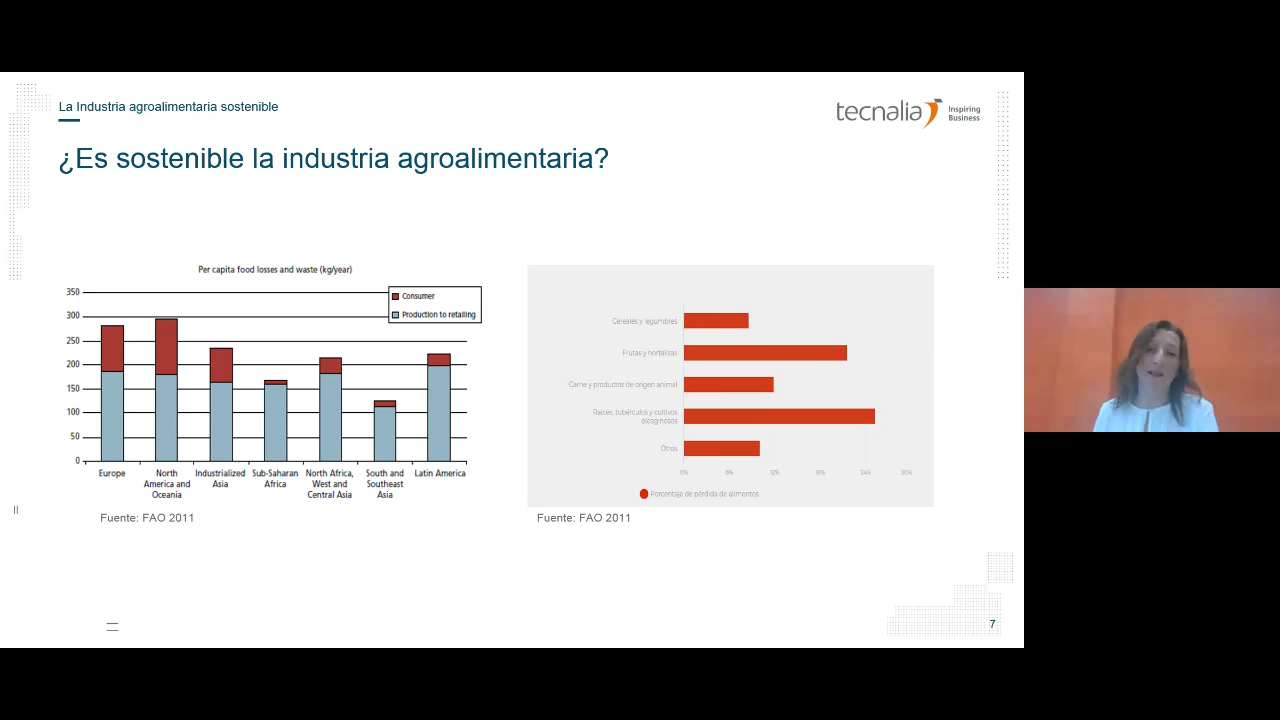 La Industria agroalimentaria sostenible
tecnalia
Inspiring
Business
¿Es sostenible la industria agroalimentaria?
Per capita food losses and waste (kg/year)
350
300
250
200
150
100
50
0
Consumer
Production to retailing
Europe
North
America and
Oceania
Industrialized
Asia
Sub-Saharan
Africa
North Africa,
West and
Central Asia
South and
Southeast
Asia
Latin America
Fuente: FAO 2011
Cereales y legumbres
Frutas y hortalizas
Carne y productos de origen animal
Raíces, tubérculos y cultivos
oleaginosos
Otros
0%
6%
12%
18%
24%
30%
Porcentaje de pérdida de alimentos
Fuente: FAO 2011
7